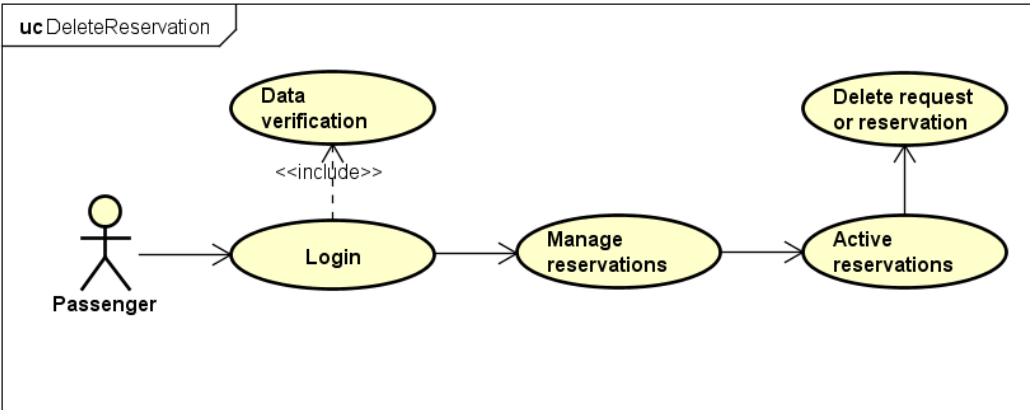 uc DeleteReservation
Data
verification
Delete request
or reservation
<<include>>
Login
Manage
reservations
Active
reservations
Passenger